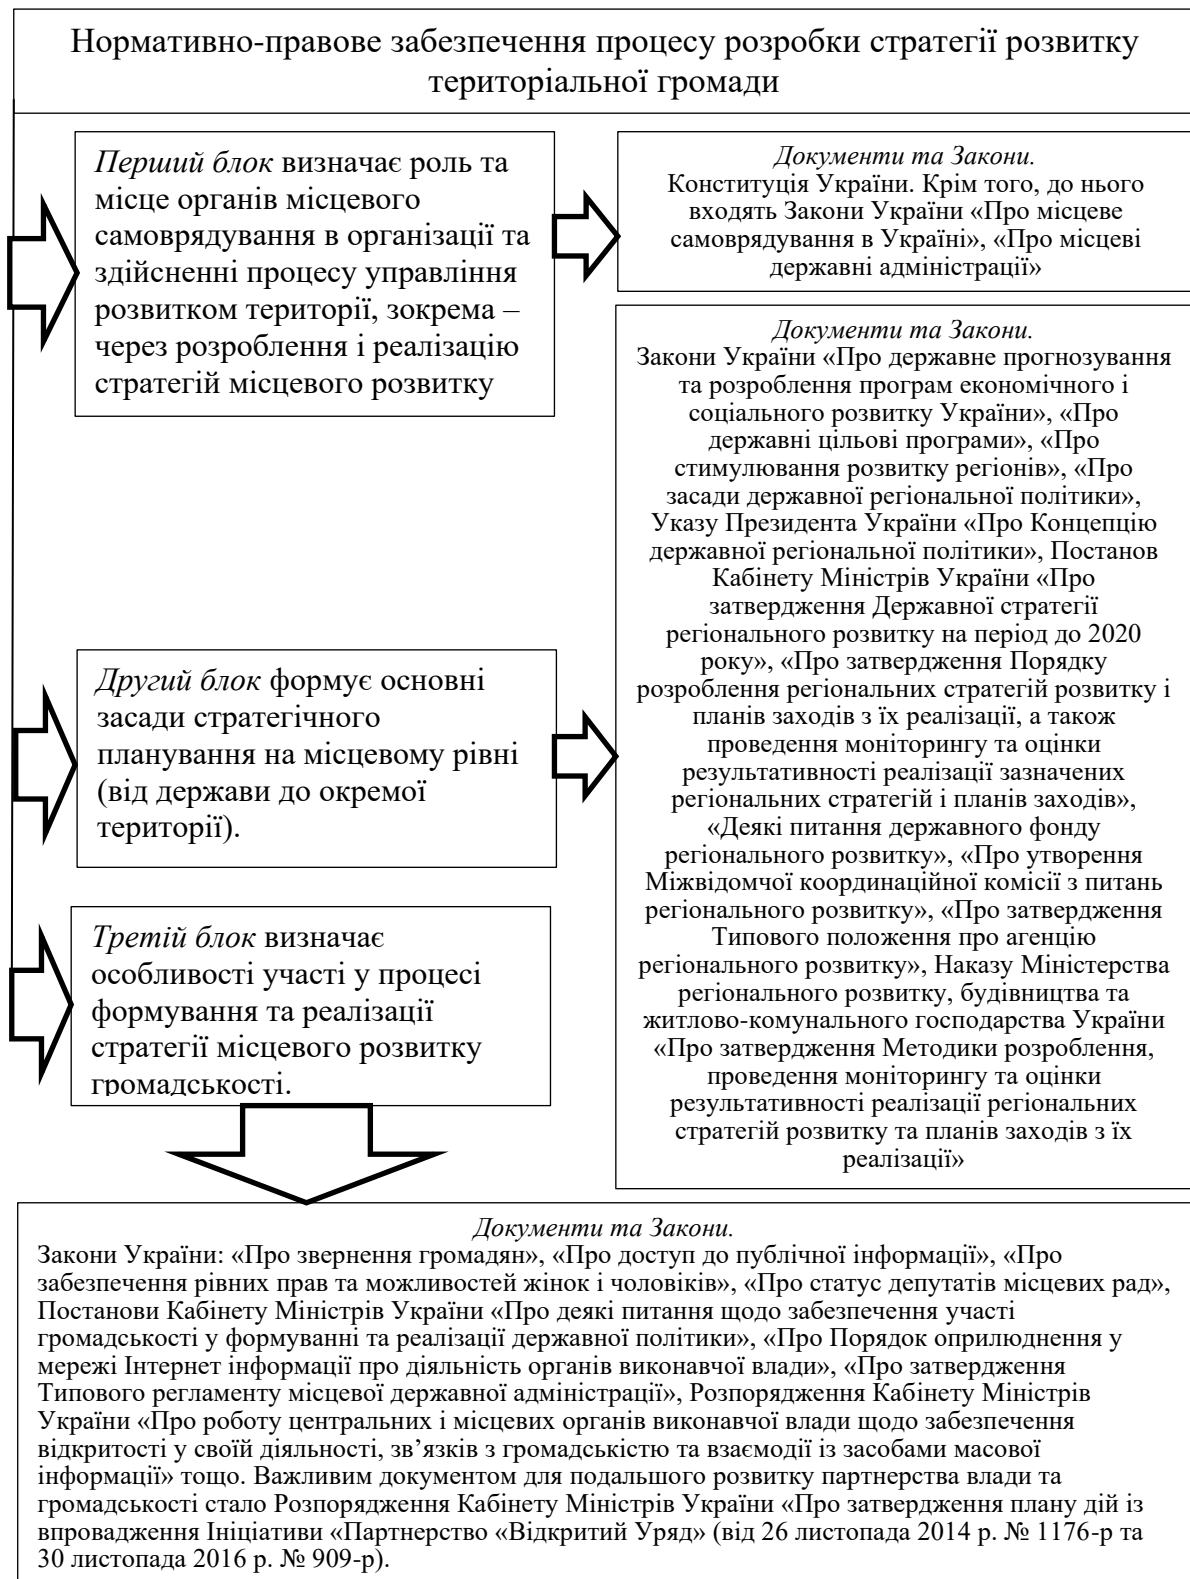 Нормативно-правове забезпечення процесу розробки стратегії розвитку
територіальної громади
Перший блок визначає роль та
місце органів місцевого
самоврядування в організації та
здійсненні процесу управління
розвитком території, зокрема –
через розроблення і реалізацію
стратегій місцевого розвитку
Документи та Закони.
Конституція України. Крім того, до нього
входять Закони України «Про місцеве
самоврядування в Україні», «Про місцеві
державні адміністрації»
Другий блок формує основні
засади стратегічного
планування на місцевому рівні
(від держави до окремої
території).
Документи та Закони.
Закони України «Про державне прогнозування
та розроблення програм економічного і
соціального розвитку України», «Про
державні цільові програми», «Про
стимулювання розвитку регіонів», «Про
засади державної регіональної політики»,
Указу Президента України «Про Концепцію
державної регіональної політики», Постанов
Кабінету Міністрів України «Про
затвердження Державної стратегії
регіонального розвитку на період до 2020
року», «Про затвердження Порядку
розроблення регіональних стратегій розвитку і
планів заходів з їх реалізації, а також
проведення моніторингу та оцінки
результативності реалізації зазначених
регіональних стратегій і планів заходів»,
«Деякі питання державного фонду
регіонального розвитку», «Про утворення
Міжвідомчої координаційної комісії з питань
регіонального розвитку», «Про затвердження
Типового положення про агенцію
регіонального розвитку», Наказу Міністерства
регіонального розвитку, будівництва та
житлово-комунального господарства України
«Про затвердження Методики розроблення,
проведення моніторингу та оцінки
результативності реалізації регіональних
стратегій розвитку та планів заходів з їх
реалізації»
Третій блок визначає
особливості участі у процесі
формування та реалізації
стратегії місцевого розвитку
громадськості.
Документи та Закони.
Закони України: «Про звернення громадян», «Про доступ до публічної інформації», «Про
забезпечення рівних прав та можливостей жінок і чоловіків», «Про статус депутатів місцевих рад»,
Постанови Кабінету Міністрів України «Про деякі питання щодо забезпечення участі
громадськості у формуванні та реалізації державної політики», «Про Порядок оприлюднення у
мережі Інтернет інформації про діяльність органів виконавчої влади», «Про затвердження
Типового регламенту місцевої державної адміністрації», Розпорядження Кабінету Міністрів
України «Про роботу центральних і місцевих органів виконавчої влади щодо забезпечення
відкритості у своїй діяльності, зв’язків з громадськістю та взаємодії із засобами масової
інформації» тощо. Важливим документом для подальшого розвитку партнерства влади та
громадськості стало Розпорядження Кабінету Міністрів України «Про затвердження плану дій із
впровадження Ініціативи «Партнерство «Відкритий Уряд» (від 26 листопада 2014 р. № 1176-р та
30 листопада 2016 р. № 909-р).